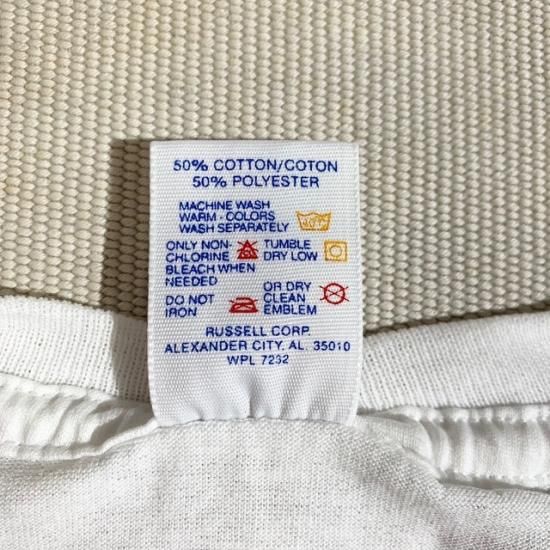 50% COTTON/COTON
50% POLYESTER
MACHINE WASH
WARM - COLORS
WASH SEPARATELY
ONLY NON-
CHLORINE
BLEACH WHEN
NEEDED
TUMBLE
DRY LOW
DO NOT
IRON
OR DRY
CLEAN
EMBLEM
RUSSELL CORP.
ALEXANDER CITY, AL. 35010
WPL 7232